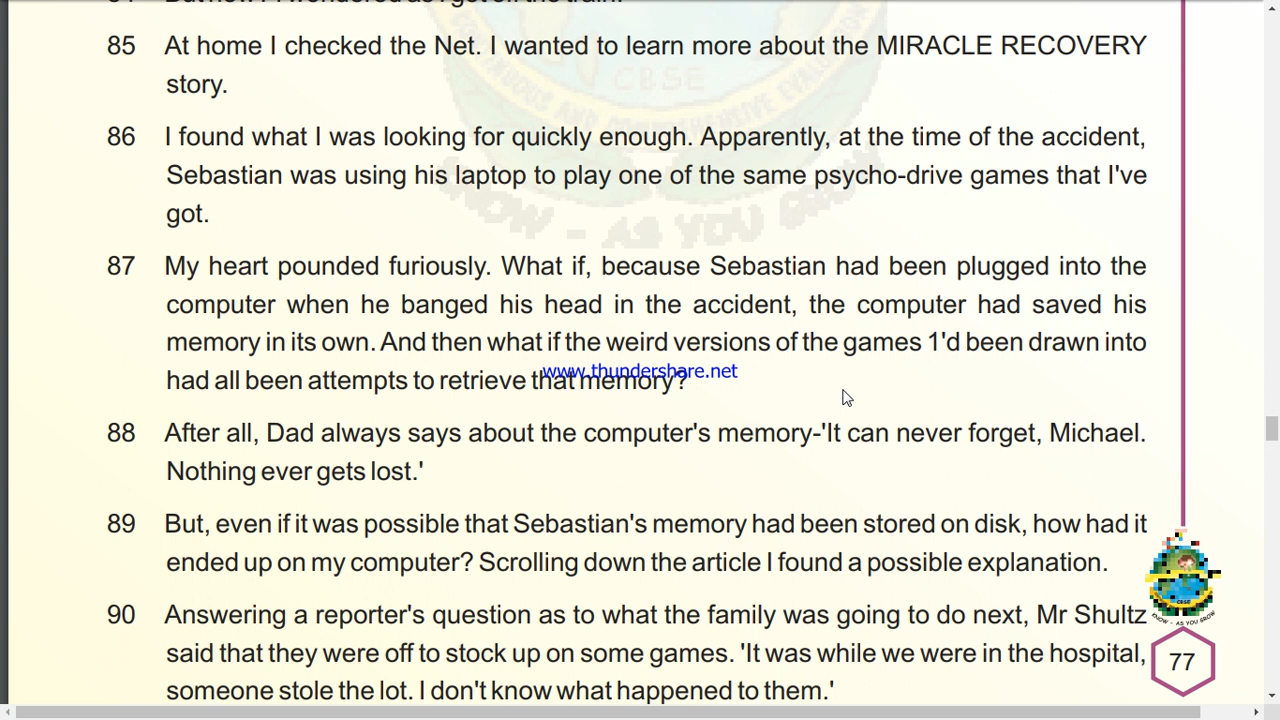 85 At home I checked the Net. I wanted to learn more about the MIRACLE RECOVERY
story.
86 I found what I was looking for quickly enough. Apparently, at the time of the accident,
Sebastian was using his laptop to play one of the same psycho-drive games that I've
got.
87 My heart pounded furiously. What if, because Sebastian had been plugged into the
computer when he banged his head in the accident, the computer had saved his
memory in its own. And then what if the weird versions of the games 1'd been drawn into
had all been attempts to retrieve that memory?
www.thundershare.net
88 After all, Dad always says about the computer's memory-'It can never forget, Michael.
Nothing ever gets lost.'
89 But, even if it was possible that Sebastian's memory had been stored on disk, how had it
ended up on my computer? Scrolling down the article I found a possible explanation.
90 Answering a reporter's question as to what the family was going to do next, Mr Shultz
said that they were off to stock up on some games. 'It was while we were in the hospital,
someone stole the lot. I don't know what happened to them.'
CBSE
KNOW - AS YOU GROW
77